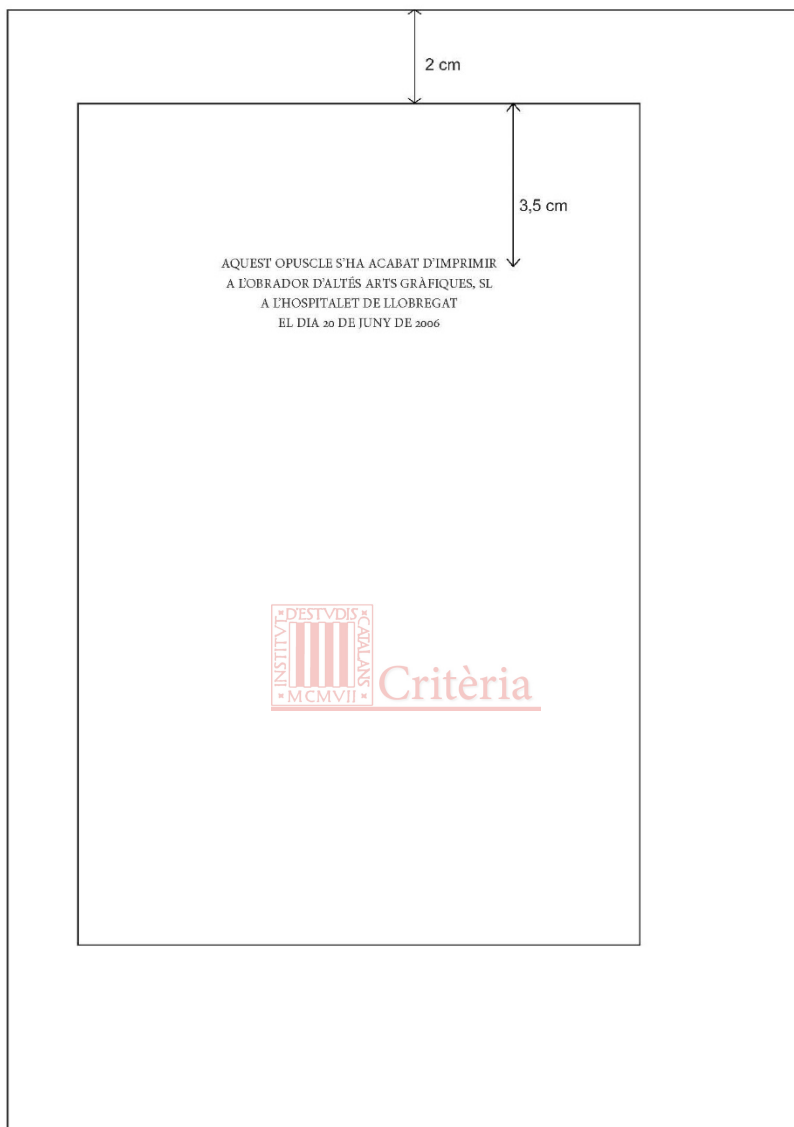 2 cm
3,5 cm
AQUEST OPUSCLE S'HA ACABAT D'IMPRIMIR
A L'OBRADOR D'ALTÉS ARTS GRÀFIQUES, SL
A L'HOSPITALET DE LLOBREGAT
EL DIA 20 DE JUNY DE 2006
INSTITVT
D'ESTVDIS
CATALANS
MCMVII
Critèria